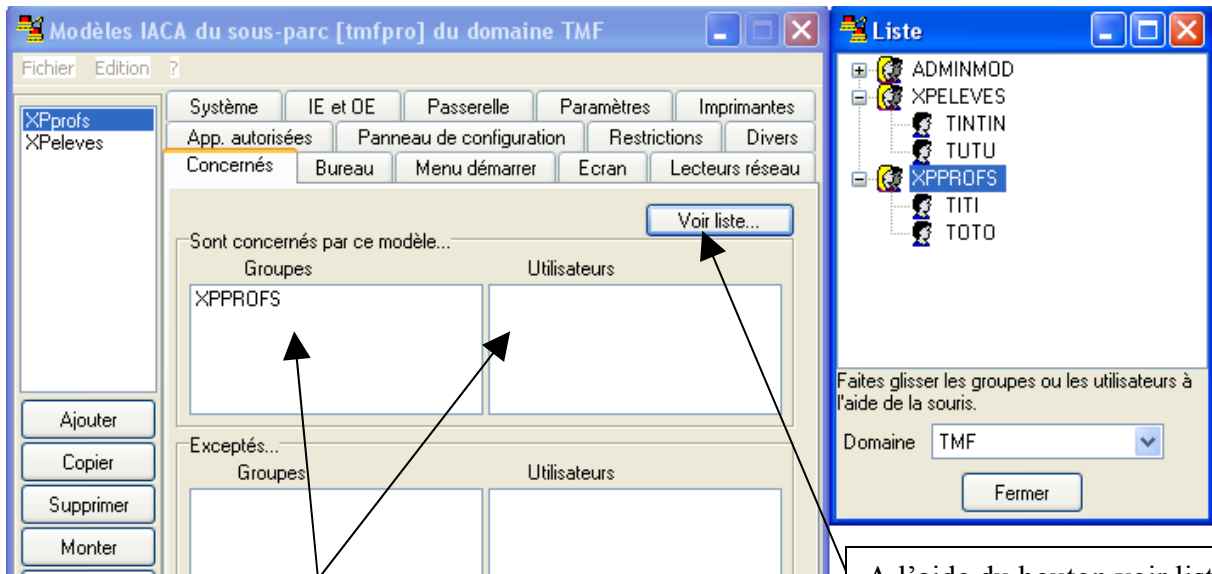 Modèles IACA du sous-parc [tmfpro] du domaine TMF
Fichier Edition ?
XPprofs
XPeleves
Ajouter
Copier
Supprimer
Monter
Système IE et OE Passerelle Paramètres Imprimantes
App. autorisées Panneau de configuration Restrictions Divers
Concernés Bureau Menu démarrer Ecran Lecteurs réseau
Voir liste...
Sont concernés par ce modèle...
Groupes Utilisateurs
XPPROFS
Exceptés...
Groupes Utilisateurs
Liste
ADMINMOD
XPELEVES
TINTIN
TUTU
XPPROFS
TITI
TOTO
Faites glisser les groupes ou les utilisateurs à
l'aide de la souris.
Domaine TMF
Fermer
A l’aide du bouton voir list